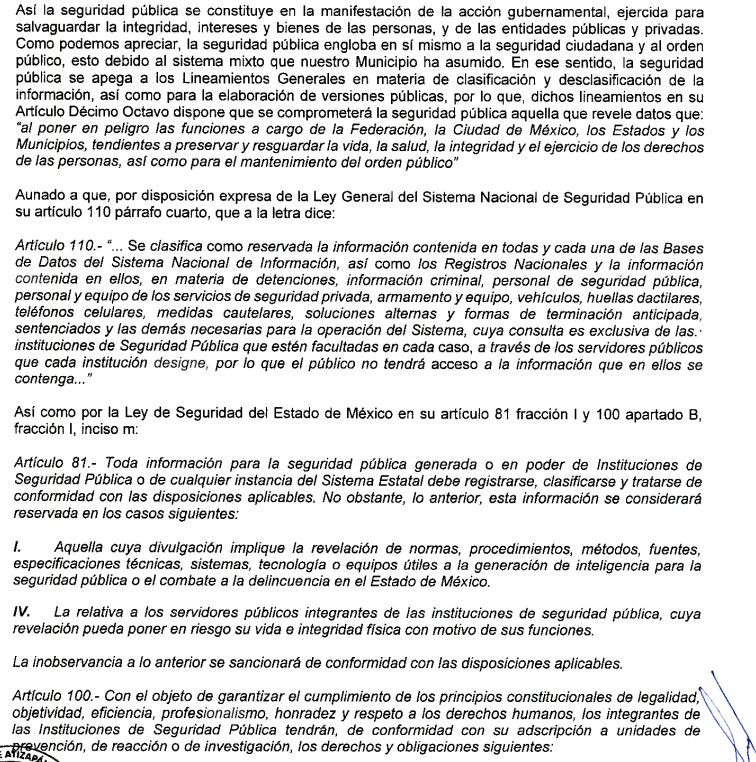 Así la seguridad pública se constituye en la manifestación de la acción gubernamental, ejercida para
salvaguardar la integridad, intereses y bienes de las personas, y de las entidades públicas y privadas.
Como podemos apreciar, la seguridad pública engloba en sí mismo a la seguridad ciudadana y al orden
público, esto debido al sistema mixto que nuestro Municipio ha asumido. En ese sentido, la seguridad
pública se apega a los Lineamientos Generales en materia de clasificación y desclasificación de la
información, así como para la elaboración de versiones públicas, por lo que, dichos lineamientos en su
Artículo Décimo Octavo dispone que se comprometerá la seguridad pública aquella que revele datos que:
“al poner en peligro las funciones a cargo de la Federación, la Ciudad de México, los Estados y los
Municipios, tendientes a preservar y resguardar la vida, la salud, la integridad y el ejercicio de los derechos
de las personas, así como para el mantenimiento del orden público”
Aunado a que, por disposición expresa de la Ley General del Sistema Nacional de Seguridad Pública en
su artículo 110 párrafo cuarto, que a la letra dice:
Artículo 110.- “... Se clasifica como reservada la información contenida en todas y cada una de las Bases
de Datos del Sistema Nacional de Información, así como los Registros Nacionales y la información
contenida en ellos, en materia de detenciones, información criminal, personal de seguridad pública,
personal y equipo de los servicios de seguridad privada, armamento y equipo, vehículos, huellas dactilares,
teléfonos celulares, medidas cautelares, soluciones alternas y formas de terminación anticipada,
sentenciados y las demás necesarias para la operación del Sistema, cuya consulta es exclusiva de las.·
instituciones de Seguridad Pública que estén facultadas en cada caso, a través de los servidores públicos
que cada institución designe, por lo que el público no tendrá acceso a la información que en ellos se
contenga...”
Así como por la Ley de Seguridad del Estado de México en su artículo 81 fracción I y 100 apartado B,
fracción I, inciso m:
Artículo 81.- Toda información para la seguridad pública generada o en poder de Instituciones de
Seguridad Pública o de cualquier instancia del Sistema Estatal debe registrarse, clasificarse y tratarse de
conformidad con las disposiciones aplicables. No obstante, lo anterior, esta información se considerará
reservada en los casos siguientes:
I. Aquella cuya divulgación implique la revelación de normas, procedimientos, métodos, fuentes,
especificaciones técnicas, sistemas, tecnología o equipos útiles a la generación de inteligencia para la
seguridad pública o el combate a la delincuencia en el Estado de México.
IV. La relativa a los servidores públicos integrantes de las instituciones de seguridad pública, cuya
revelación pueda poner en riesgo su vida e integridad física con motivo de sus funciones.
La inobservancia a lo anterior se sancionará de conformidad con las disposiciones aplicables.
Artículo 100.- Con el objeto de garantizar el cumplimiento de los principios constitucionales de legalidad,
objetividad, eficiencia, profesionalismo, honradez y respeto a los derechos humanos, los integrantes de
las Instituciones de Seguridad Pública tendrán, de conformidad con su adscripción a unidades de
prevención, de reacción o de investigación, los derechos y obligaciones siguientes: